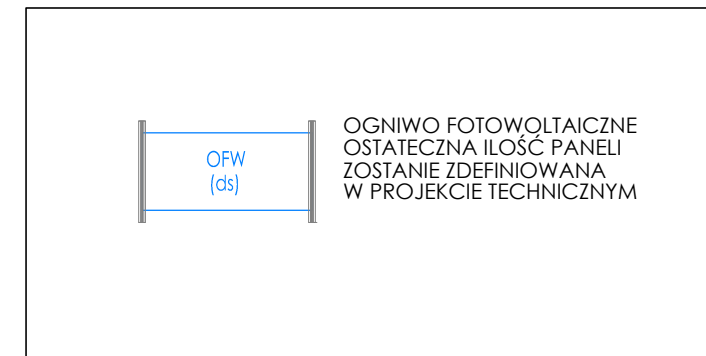 OFW
(ds)
OGNIWO FOTOWOLTAICZNE
OSTATECZNA ILOŚĆ PANELI
ZOSTANIE ZDEFINIOWANA
W PROJEKCIE TECHNICZNYM